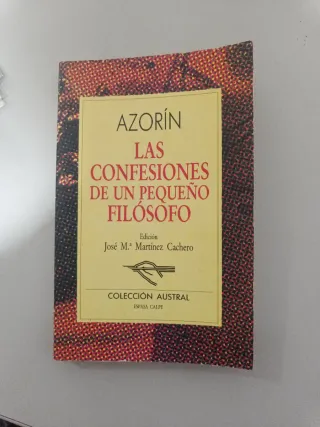 AZORÍN
LAS
CONFESIONES
DE UN PEQUEÑO
FILÓSOFO
Edición
José M.ª Martínez Cachero
COLECCIÓN AUSTRAL
ESPASA CALPE